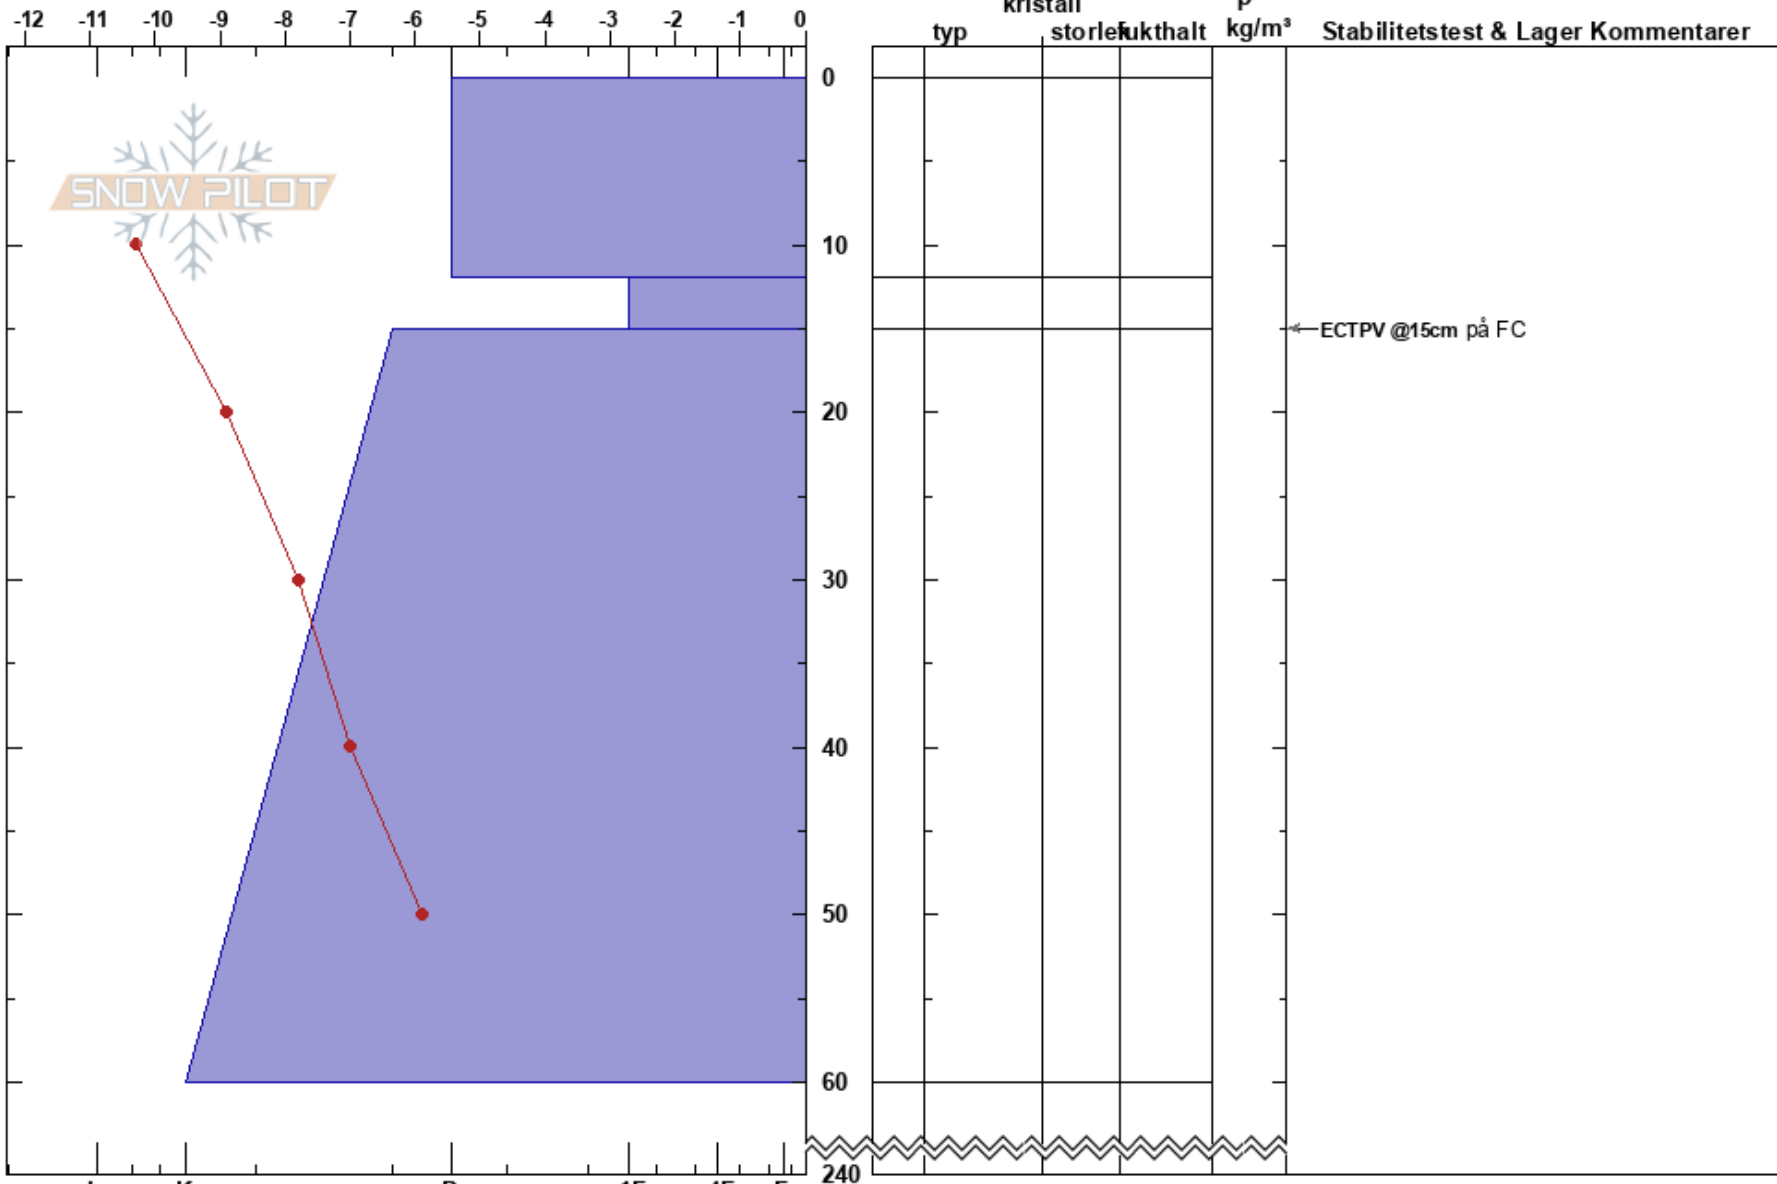 kristall
-12 -11 -10 -9 -8 -7 -6 -5 -4 -3 -2 -1 0
typ storlek fukthalt kg/m³ Stabilitetstest & Lager Kommentarer
0
SNOW PILOT
10
ECTPV @15cm på FC
20
30
40
50
60
240